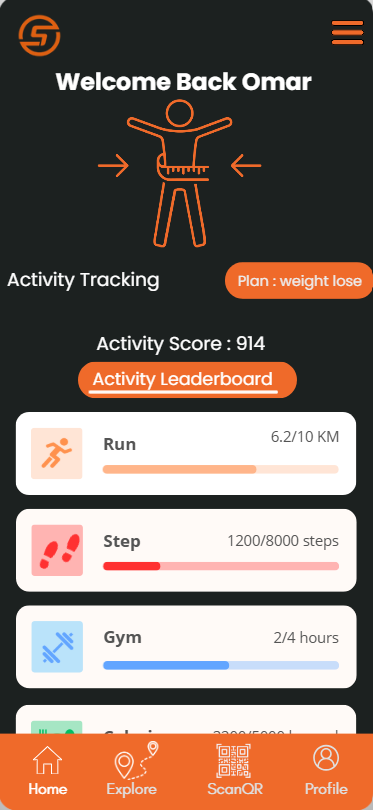 Welcome Back Omar
Activity Tracking
Plan : weight lose
Activity Score : 914
Activity Leaderboard
Run
6.2/10 KM
Step
1200/8000 steps
Gym
2/4 hours
Home
Explore
ScanQR
Profile